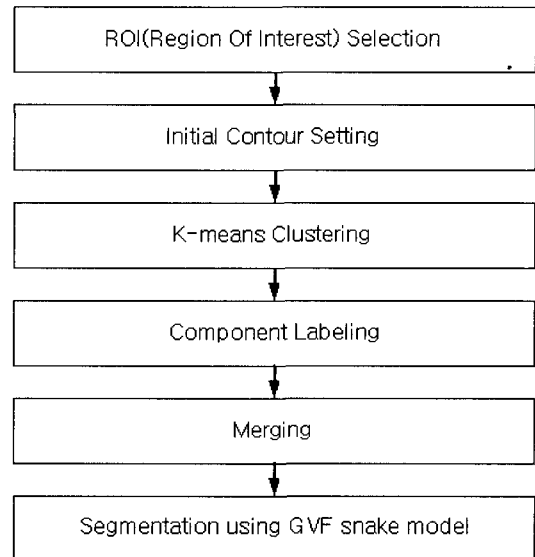 ROI(Region Of Interest) Selection
Initial Contour Setting
K-means Clustering
Component Labeling
Merging
Segmentation using GVF snake model